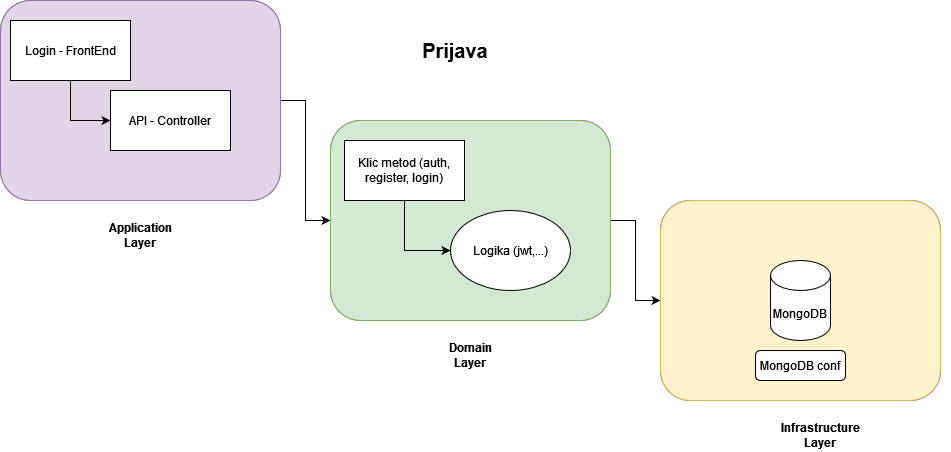 Prijava
Login - FrontEnd
API - Controller
Application
Layer
Klic metod (auth,
register, login)
Logika (jwt,...)
Domain
Layer
MongoDB
MongoDB conf
Infrastructure
Layer